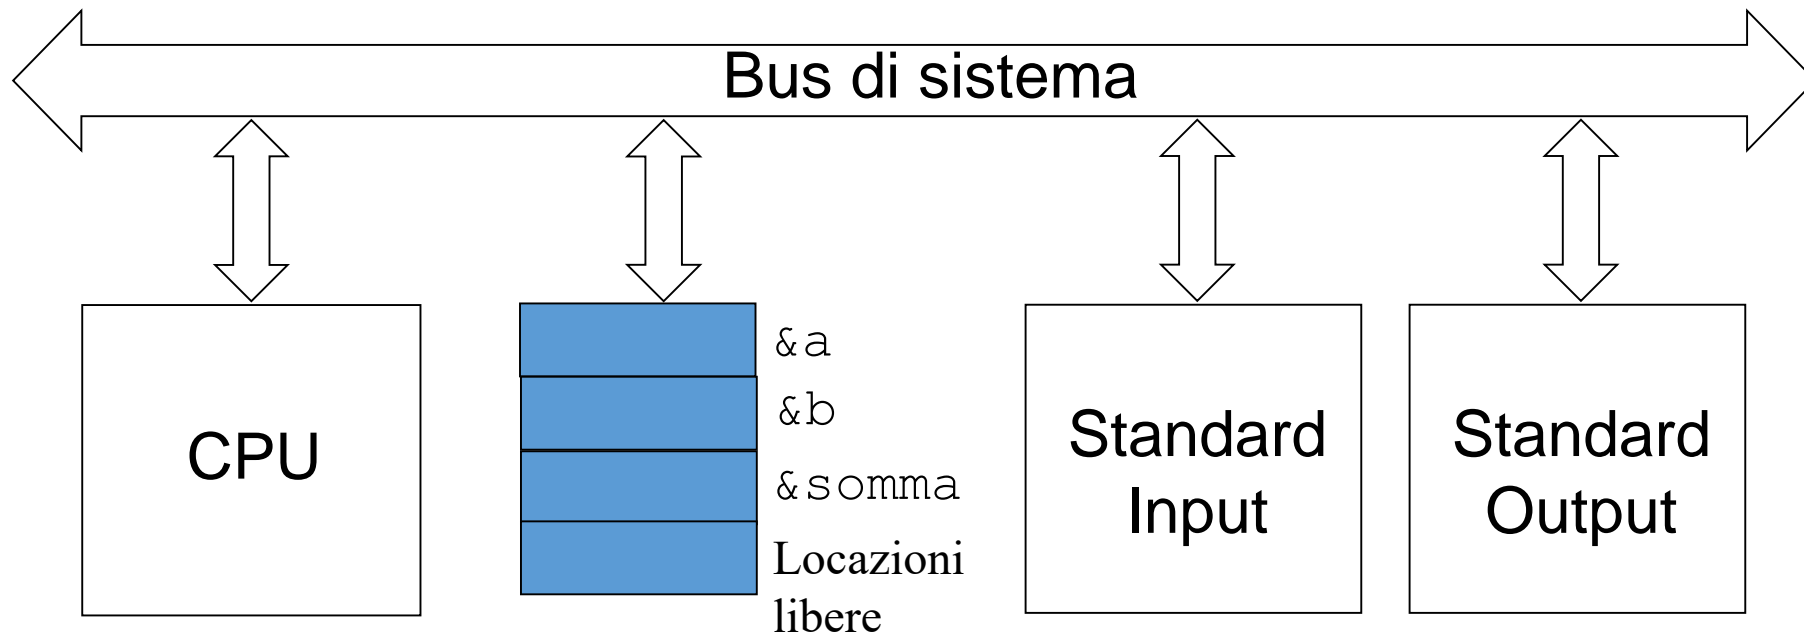 Bus di sistema
CPU
&a
&b
&somma
Locazioni
libere
Standard
Input
Standard
Output